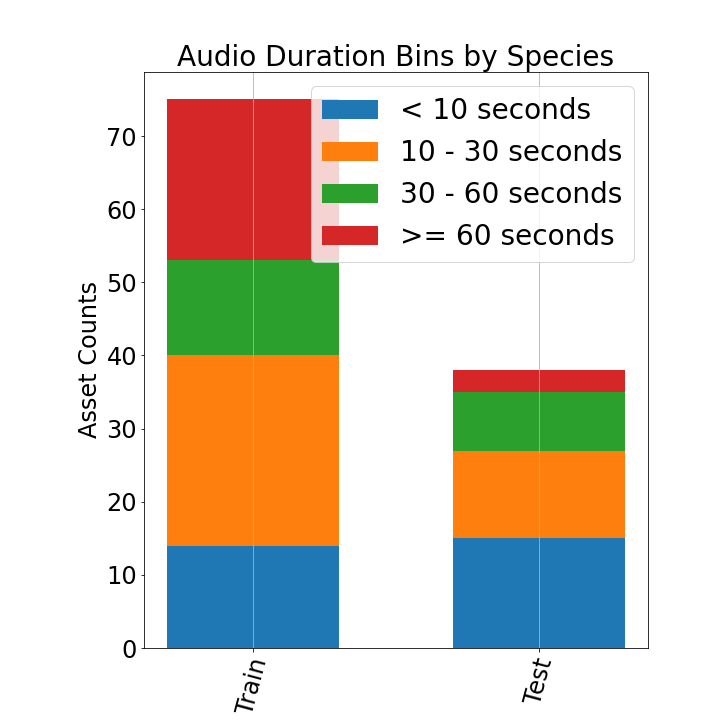 Audio Duration Bins by Species
< 10 seconds
10 - 30 seconds
30 - 60 seconds
>= 60 seconds
Asset Counts
70
60
50
40
30
20
10
0
Train
Test